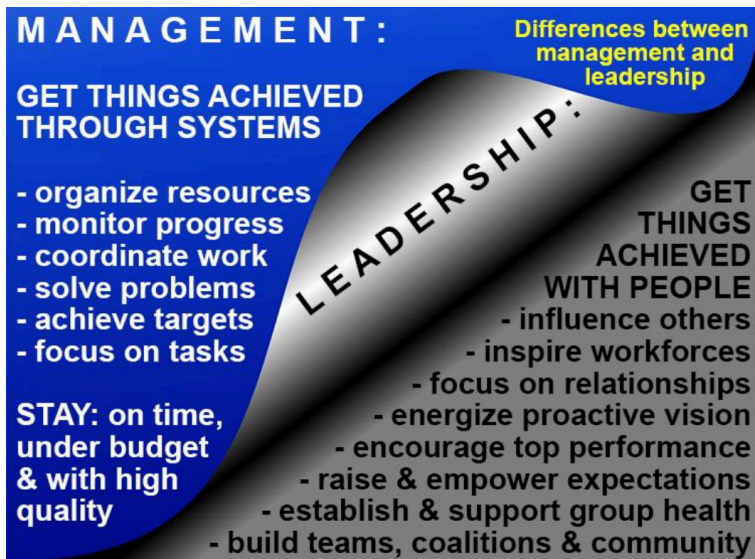 MANAGEMENT:
Differences between
management and
leadership
GET THINGS ACHIEVED
THROUGH SYSTEMS
- organize resources
- monitor progress
- coordinate work
- solve problems
- achieve targets
- focus on tasks
STAY: on time,
under budget
& with high
quality
LEADERSHIP:
GET
THINGS
ACHIEVED
WITH PEOPLE
- influence others
- inspire workforces
- focus on relationships
- energize proactive vision
- encourage top performance
- raise & empower expectations
- establish & support group health
- build teams, coalitions & community